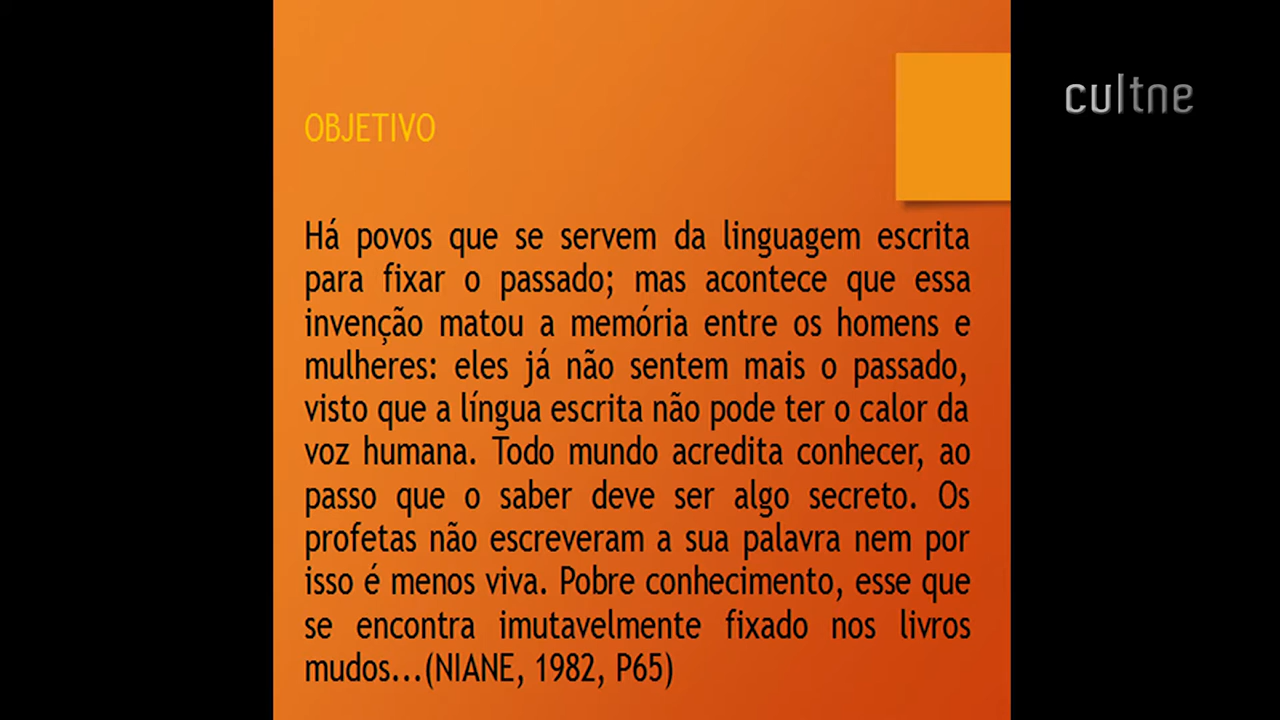 cultne
OBJETIVO
Há povos que se servem da linguagem escrita
para fixar o passado; mas acontece que essa
invenção matou a memória entre os homens e
mulheres: eles já não sentem mais o passado,
visto que a língua escrita não pode ter o calor da
voz humana. Todo mundo acredita conhecer, ao
passo que o saber deve ser algo secreto. Os
profetas não escreveram a sua palavra nem por
isso é menos viva. Pobre conhecimento, esse que
se encontra imutavelmente fixado nos livros
mudos...(NIANE, 1982, P65)